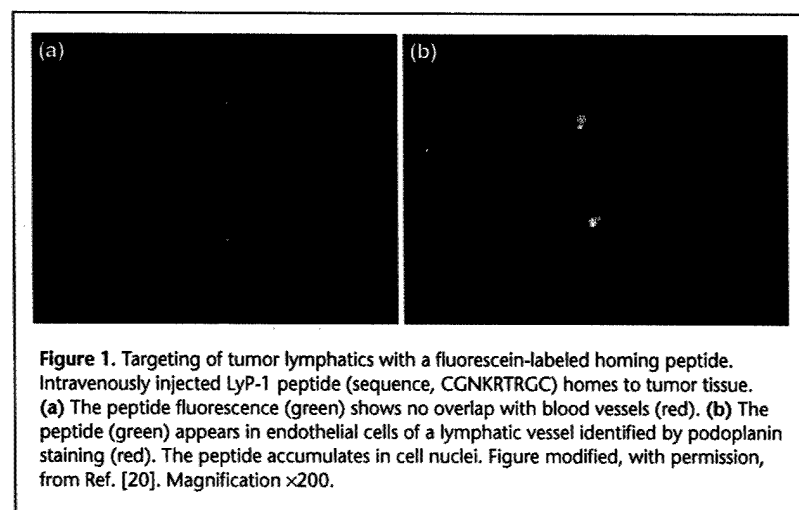 (a)
(b)
Figure 1. Targeting of tumor lymphatics with a fluorescein-labeled homing peptide.
Intravenously injected LyP-1 peptide (sequence, CGNKRTRGC) homes to tumor tissue.
(a) The peptide fluorescence (green) shows no overlap with blood vessels (red). (b) The
peptide (green) appears in endothelial cells of a lymphatic vessel identified by podoplanin
staining (red). The peptide accumulates in cell nuclei. Figure modified, with permission,
from Ref. [20]. Magnification ×200.